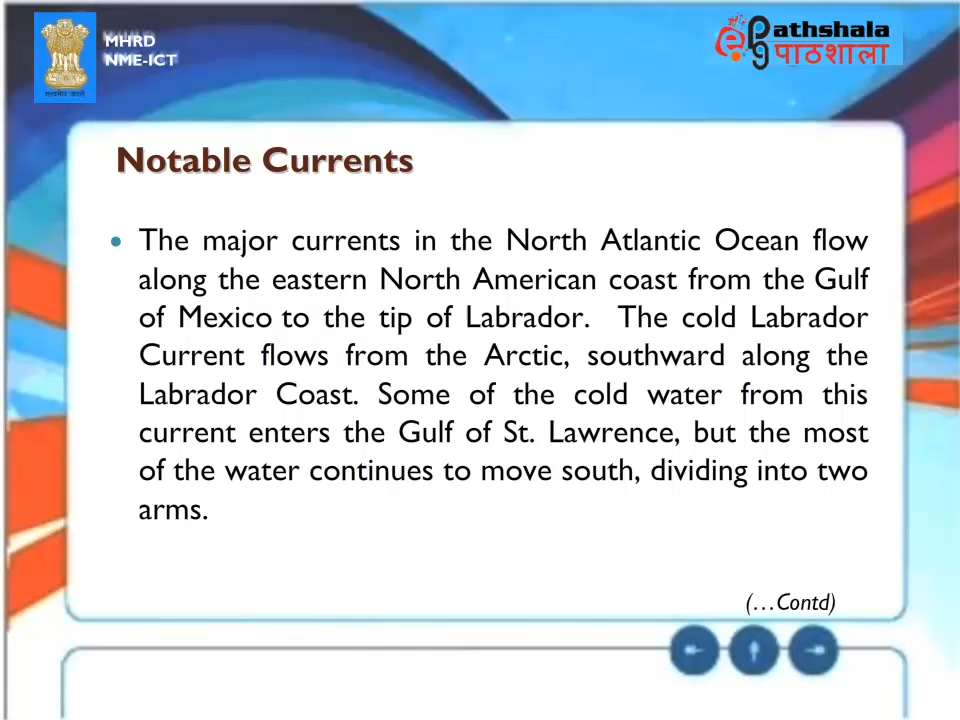 MHRD
NME-ICT
ePathshala
पाठशाला
Notable Currents
• The major currents in the North Atlantic Ocean flow
along the eastern North American coast from the Gulf
of Mexico to the tip of Labrador. The cold Labrador
Current flows from the Arctic, southward along the
Labrador Coast. Some of the cold water from this
current enters the Gulf of St. Lawrence, but the most
of the water continues to move south, dividing into two
arms.
(…Contd)